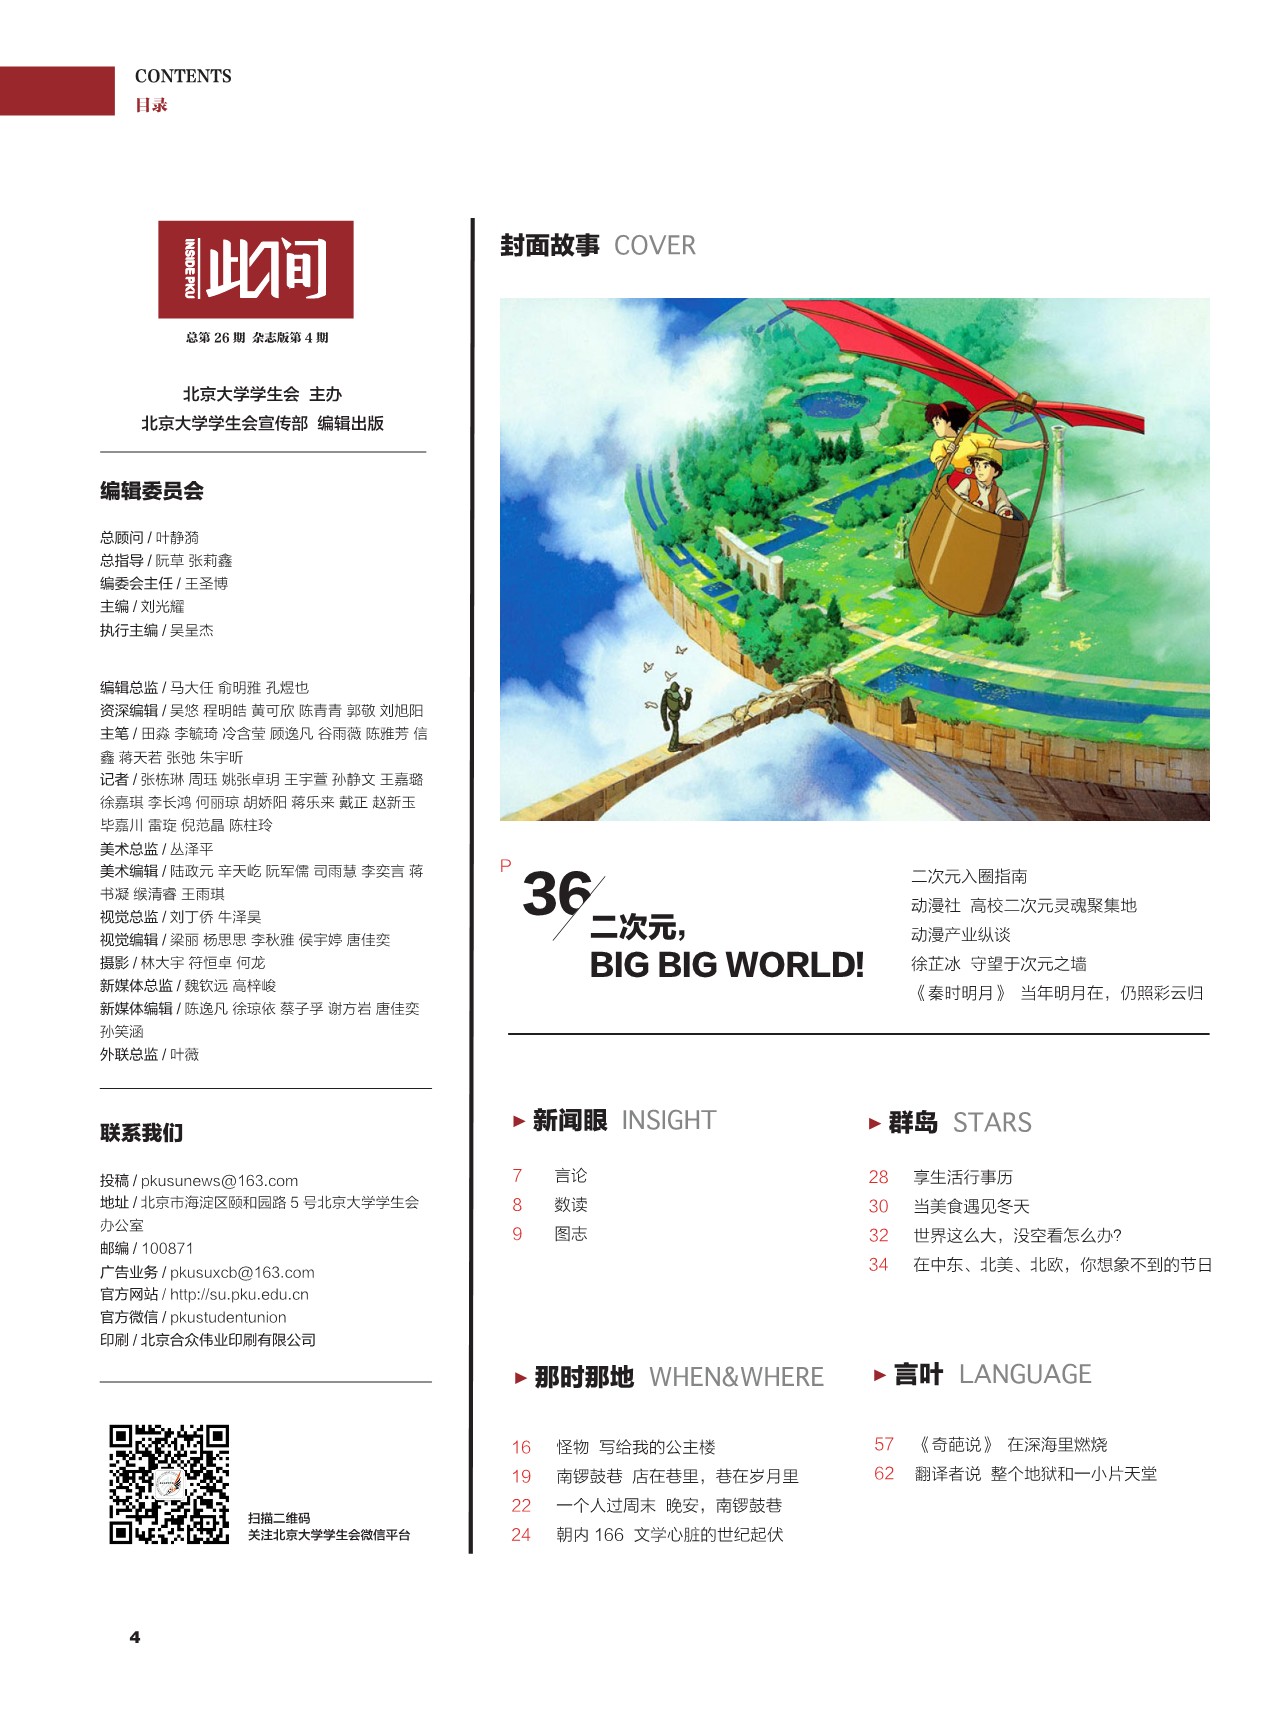 CONTENTS
目录
INSIDE PKU
此间
总第 26 期 杂志版第 4 期
北京大学学生会 主办
北京大学学生会宣传部 编辑出版
编辑委员会
总顾问 / 叶静漪
总指导 / 阮草 张莉鑫
编委会主任 / 王圣博
主编 / 刘光耀
执行主编 / 吴呈杰
编辑总监 / 马大任 俞明雅 孔煜也
资深编辑 / 吴悠 程明皓 黄可欣 陈青青 郭敬 刘旭阳
主笔 / 田淼 李毓琦 冷含莹 顾逸凡 谷雨薇 陈雅芳 信
鑫 蒋天若 张弛 朱宇昕
记者 / 张栋琳 周珏 姚张卓玥 王宇萱 孙静文 王嘉璐
徐嘉琪 李长鸿 何丽琼 胡娇阳 蒋乐来 戴正 赵新玉
毕嘉川 雷琁 倪范晶 陈柱玲
美术总监 / 丛泽平
美术编辑 / 陆政元 辛天屹 阮军儒 司雨慧 李奕言 蒋
书凝 缑清睿 王雨琪
视觉总监 / 刘丁侨 牛泽昊
视觉编辑 / 梁丽 杨思思 李秋雅 侯宇婷 唐佳奕
摄影 / 林大宇 符恒卓 何龙
新媒体总监 / 魏钦远 高梓峻
新媒体编辑 / 陈逸凡 徐琼依 蔡子孚 谢方岩 唐佳奕
孙笑涵
外联总监 / 叶薇
联系我们
投稿 / pkusunews@163.com
地址 / 北京市海淀区颐和园路 5 号北京大学学生会
办公室
邮编 / 100871
广告业务 / pkusuxcb@163.com
官方网站 / http://su.pku.edu.cn
官方微信 / pkustudentunion
印刷 / 北京合众伟业印刷有限公司
扫描二维码
关注北京大学学生会微信平台
4
封面故事 COVER
P
36
二次元，
BIG BIG WORLD!
二次元入圈指南
动漫社 高校二次元灵魂聚集地
动漫产业纵谈
徐芷冰 守望于次元之墙
《秦时明月》 当年明月在，仍照彩云归
新闻眼 INSIGHT
7 言论
8 数读
9 图志
群岛 STARS
28 享生活行事历
30 当美食遇见冬天
32 世界这么大，没空看怎么办？
34 在中东、北美、北欧，你想象不到的节日
那时那地 WHEN&WHERE
16 怪物 写给我的公主楼
19 南锣鼓巷 店在巷里，巷在岁月里
22 一个人过周末 晚安，南锣鼓巷
24 朝内 166 文学心脏的世纪起伏
言叶 LANGUAGE
57 《奇葩说》 在深海里燃烧
62 翻译者说 整个地狱和一小片天堂